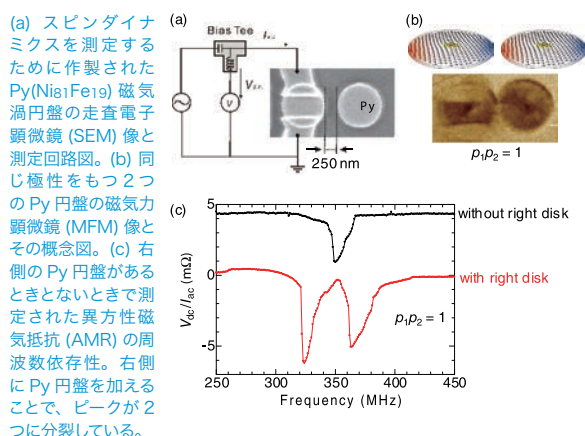 (a) スピンダイナ
ミクスを測定する
ために作製された
Py(Ni81Fe19) 磁気
渦円盤の走査電子
顕微鏡 (SEM) 像と
測定回路図。(b) 同
じ極性をもつ 2 つ
の Py 円盤の磁気力
顕微鏡 (MFM) 像と
その概念図。(c) 右
側の Py 円盤がある
ときとないときで測
定された異方性磁
気抵抗 (AMR) の周
波数依存性。右側
に Py 円盤を加える
ことで、ピークが 2
つに分裂している。
(a)
Bias Tee
V
Py
250 nm
(b)
p1p2 = 1
(c)
5
0
-5
Vdc/Iac (mΩ)
without right disk
with right disk
p1p2 = 1
250
300
350
400
450
Frequency (MHz)